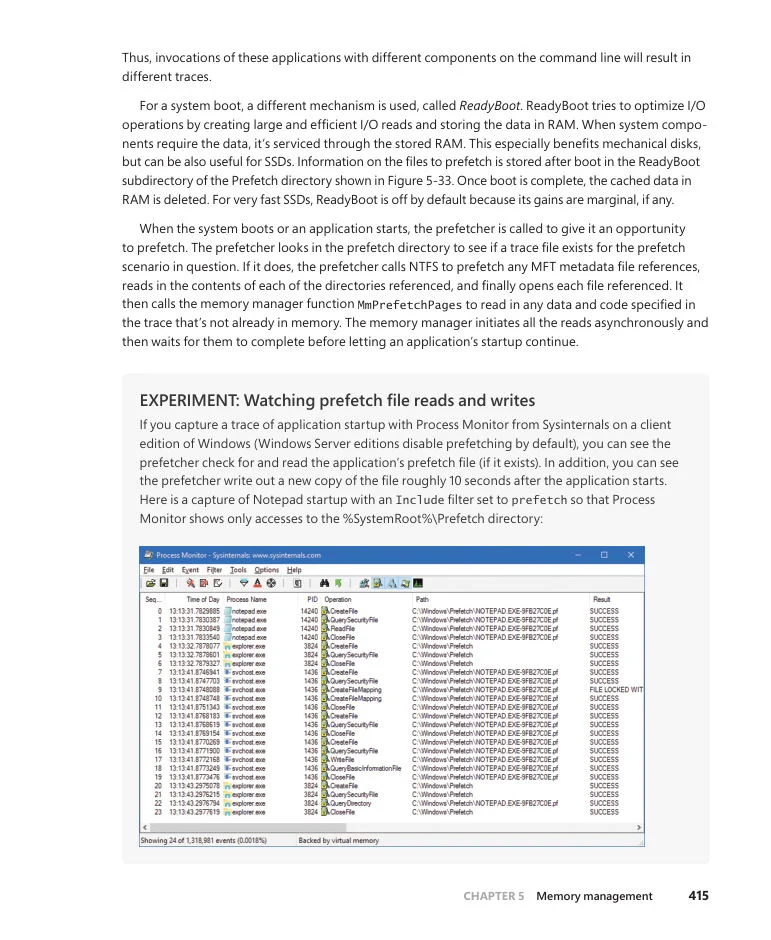 Thus, invocations of these applications with different components on the command line will result in
different traces.
For a system boot, a different mechanism is used, called ReadyBoot. ReadyBoot tries to optimize I/O
operations by creating large and efficient I/O reads and storing the data in RAM. When system compo-
nents require the data, it's serviced through the stored RAM. This especially benefits mechanical disks,
but can be also useful for SSDs. Information on the files to prefetch is stored after boot in the ReadyBoot
subdirectory of the Prefetch directory shown in Figure 5-33. Once boot is complete, the cached data in
RAM is deleted. For very fast SSDs, ReadyBoot is off by default because its gains are marginal, if any.
When the system boots or an application starts, the prefetcher is called to give it an opportunity
to prefetch. The prefetcher looks in the prefetch directory to see if a trace file exists for the prefetch
scenario in question. If it does, the prefetcher calls NTFS to prefetch any MFT metadata file references,
reads in the contents of each of the directories referenced, and finally opens each file referenced. It
then calls the memory manager function MmPrefetchPages to read in any data and code specified in
the trace that's not already in memory. The memory manager initiates all the reads asynchronously and
then waits for them to complete before letting an application's startup continue.
EXPERIMENT: Watching prefetch file reads and writes
If you capture a trace of application startup with Process Monitor from Sysinternals on a client
edition of Windows (Windows Server editions disable prefetching by default), you can see the
prefetcher check for and read the application's prefetch file (if it exists). In addition, you can see
the prefetcher write out a new copy of the file roughly 10 seconds after the application starts.
Here is a capture of Notepad startup with an Include filter set to prefetch so that Process
Monitor shows only accesses to the %SystemRoot%\Prefetch directory:
Process Monitor - Sysinternals: www.sysinternals.com
File Edit Event Filter Tools Options Help
Seq... Time of Day Process Name PID Operation Path Result
0 13:13:31.7829885 notepad.exe 14240 CreateFile C:\Windows\Prefetch\NOTEPAD.EXE-9FB27C0E.pf SUCCESS
1 13:13:31.7830387 notepad.exe 14240 QuerySecurityFile C:\Windows\Prefetch\NOTEPAD.EXE-9FB27C0E.pf SUCCESS
2 13:13:31.7830849 notepad.exe 14240 ReadFile C:\Windows\Prefetch\NOTEPAD.EXE-9FB27C0E.pf SUCCESS
3 13:13:31.7833540 notepad.exe 14240 CloseFile C:\Windows\Prefetch\NOTEPAD.EXE-9FB27C0E.pf SUCCESS
4 13:13:32.7878077 explorer.exe 3824 CreateFile C:\Windows\Prefetch SUCCESS
5 13:13:32.7878601 explorer.exe 3824 QuerySecurityFile C:\Windows\Prefetch SUCCESS
6 13:13:32.7879327 explorer.exe 3824 CloseFile C:\Windows\Prefetch SUCCESS
7 13:13:41.8746941 svchost.exe 1436 CreateFile C:\Windows\Prefetch\NOTEPAD.EXE-9FB27C0E.pf SUCCESS
8 13:13:41.8747703 svchost.exe 1436 QuerySecurityFile C:\Windows\Prefetch\NOTEPAD.EXE-9FB27C0E.pf SUCCESS
9 13:13:41.8748088 svchost.exe 1436 CreateFileMapping C:\Windows\Prefetch\NOTEPAD.EXE-9FB27C0E.pf FILE LOCKED WIT
10 13:13:41.8748748 svchost.exe 1436 CreateFileMapping C:\Windows\Prefetch\NOTEPAD.EXE-9FB27C0E.pf SUCCESS
11 13:13:41.8751343 svchost.exe 1436 CloseFile C:\Windows\Prefetch\NOTEPAD.EXE-9FB27C0E.pf SUCCESS
12 13:13:41.8768183 svchost.exe 1436 CreateFile C:\Windows\Prefetch\NOTEPAD.EXE-9FB27C0E.pf SUCCESS
13 13:13:41.8768619 svchost.exe 1436 QuerySecurityFile C:\Windows\Prefetch\NOTEPAD.EXE-9FB27C0E.pf SUCCESS
14 13:13:41.8769154 svchost.exe 1436 CloseFile C:\Windows\Prefetch\NOTEPAD.EXE-9FB27C0E.pf SUCCESS
15 13:13:41.8770269 svchost.exe 1436 CreateFile C:\Windows\Prefetch\NOTEPAD.EXE-9FB27C0E.pf SUCCESS
16 13:13:41.8771900 svchost.exe 1436 QuerySecurityFile C:\Windows\Prefetch\NOTEPAD.EXE-9FB27C0E.pf SUCCESS
17 13:13:41.8772168 svchost.exe 1436 WriteFile C:\Windows\Prefetch\NOTEPAD.EXE-9FB27C0E.pf SUCCESS
18 13:13:41.8773249 svchost.exe 1436 QueryBasicInformationFile C:\Windows\Prefetch\NOTEPAD.EXE-9FB27C0E.pf SUCCESS
19 13:13:41.8773476 svchost.exe 1436 CloseFile C:\Windows\Prefetch\NOTEPAD.EXE-9FB27C0E.pf SUCCESS
20 13:13:43.2975078 explorer.exe 3824 CreateFile C:\Windows\Prefetch SUCCESS
21 13:13:43.2976215 explorer.exe 3824 QuerySecurityFile C:\Windows\Prefetch SUCCESS
22 13:13:43.2976794 explorer.exe 3824 QueryDirectory C:\Windows\Prefetch\NOTEPAD.EXE-9FB27C0E.pf SUCCESS
23 13:13:43.2977619 explorer.exe 3824 CloseFile C:\Windows\Prefetch SUCCESS
Showing 24 of 1,318,981 events (0.0018%) Backed by virtual memory
CHAPTER 5 Memory management 415